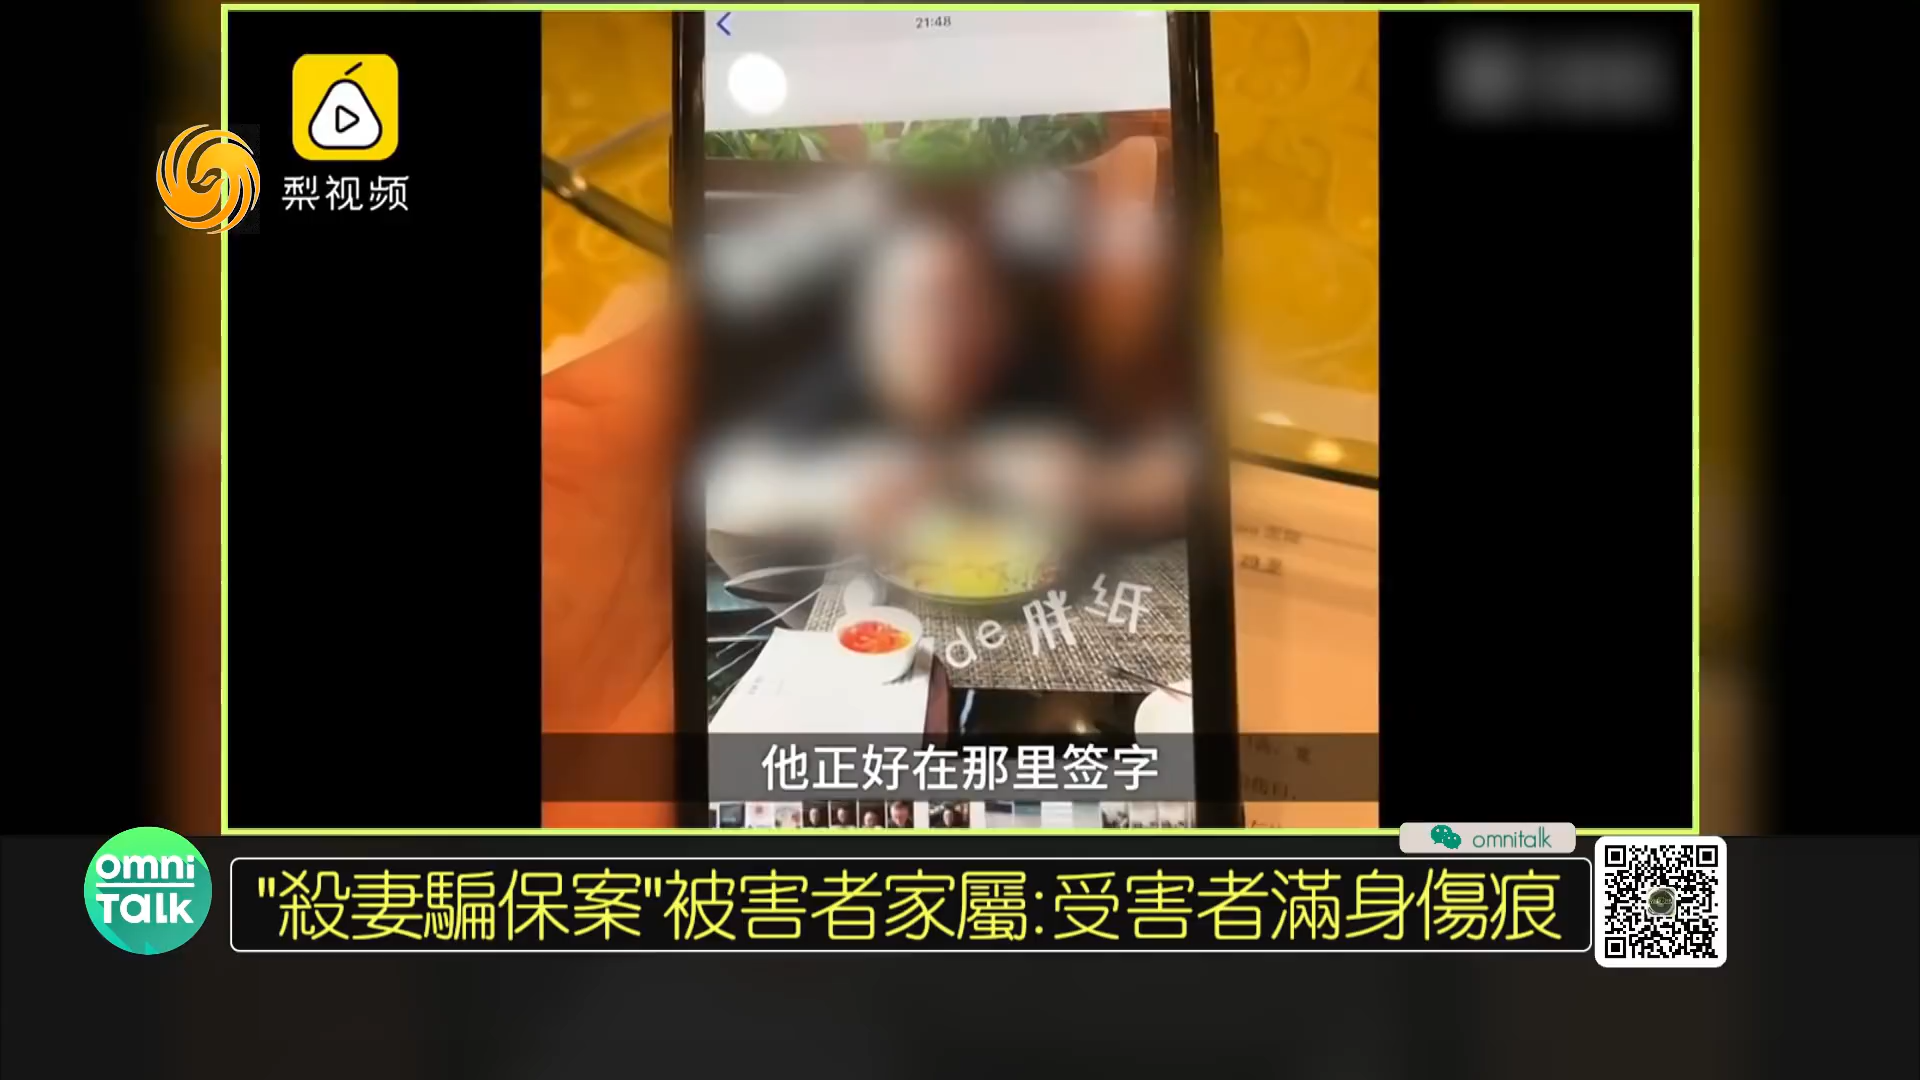 21:48
梨视频
de胖纸
他正好在那里签字
omnitalk
omni
Talk
"殺妻騙保案"被害者家屬:受害者滿身傷痕